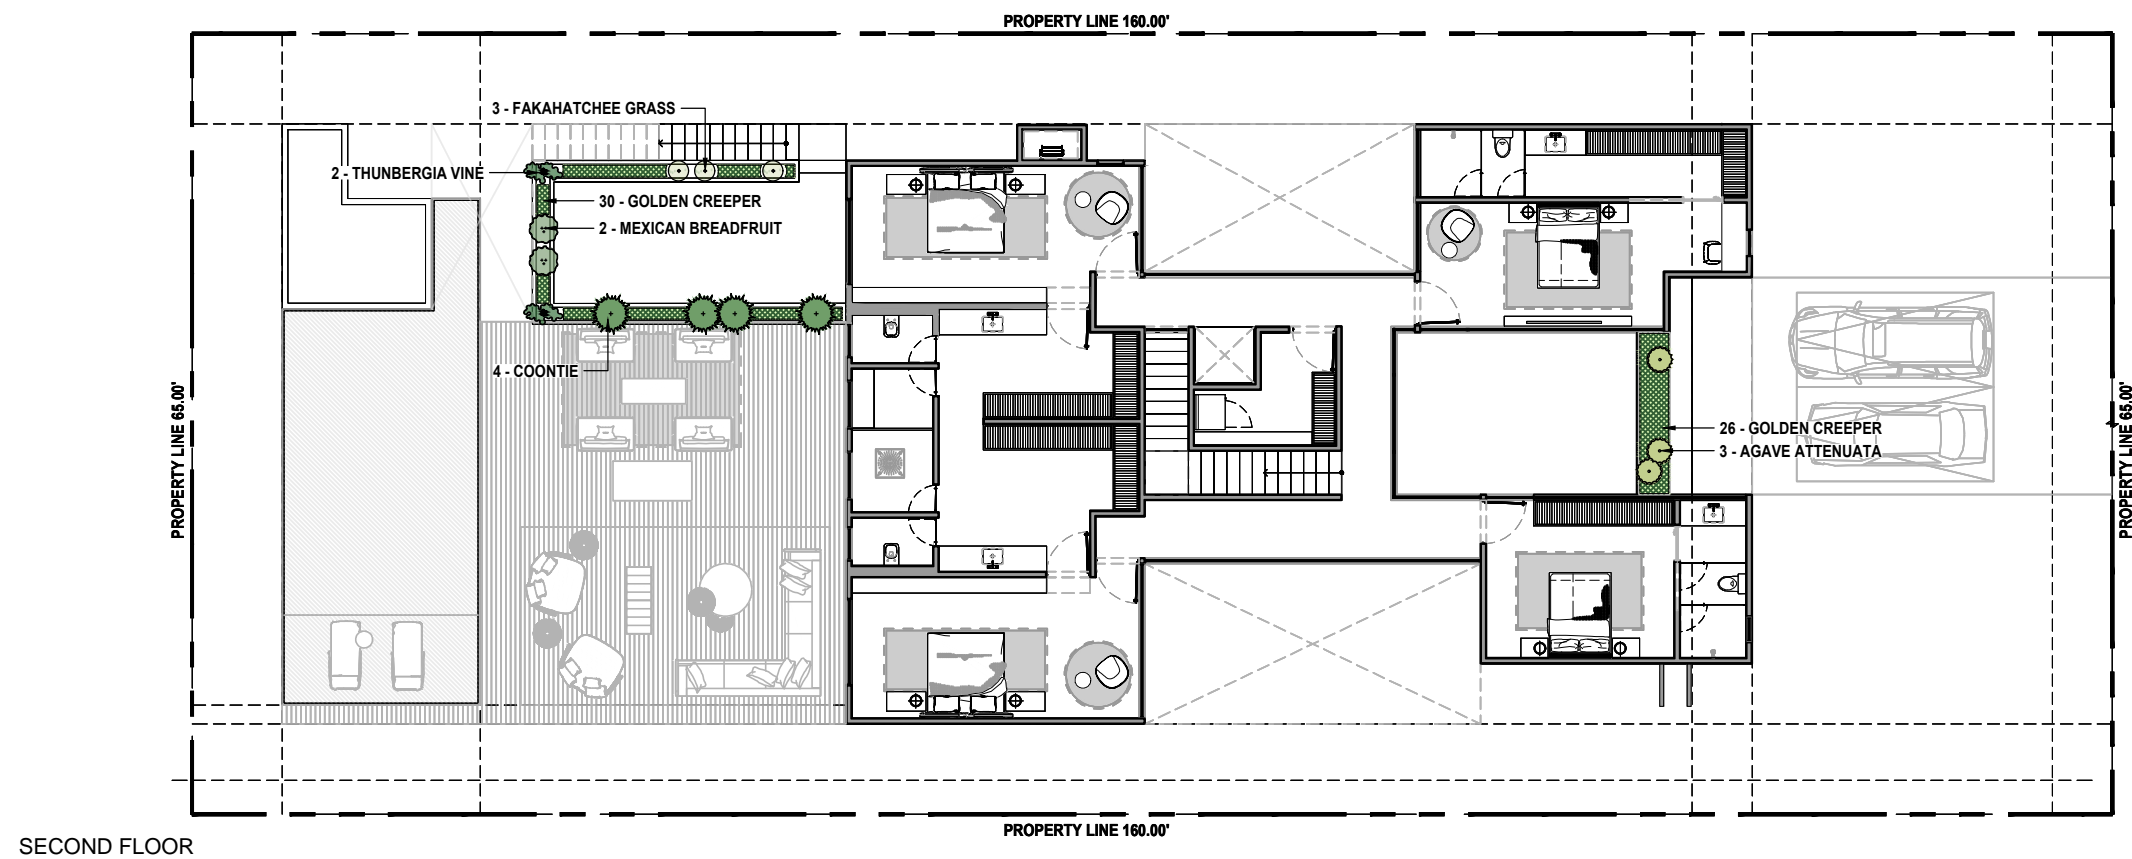 PROPERTY LINE 160.00'
3 - FAKAHATCHEE GRASS
2 - THUNBERGIA VINE
30 - GOLDEN CREEPER
2 - MEXICAN BREADFRUIT
4 - COONTIE
PROPERTY LINE 65.00'
26 - GOLDEN CREEPER
3 - AGAVE ATTENUATA
PROPERTY LINE 65.00'
PROPERTY LINE 160.00'
SECOND FLOOR